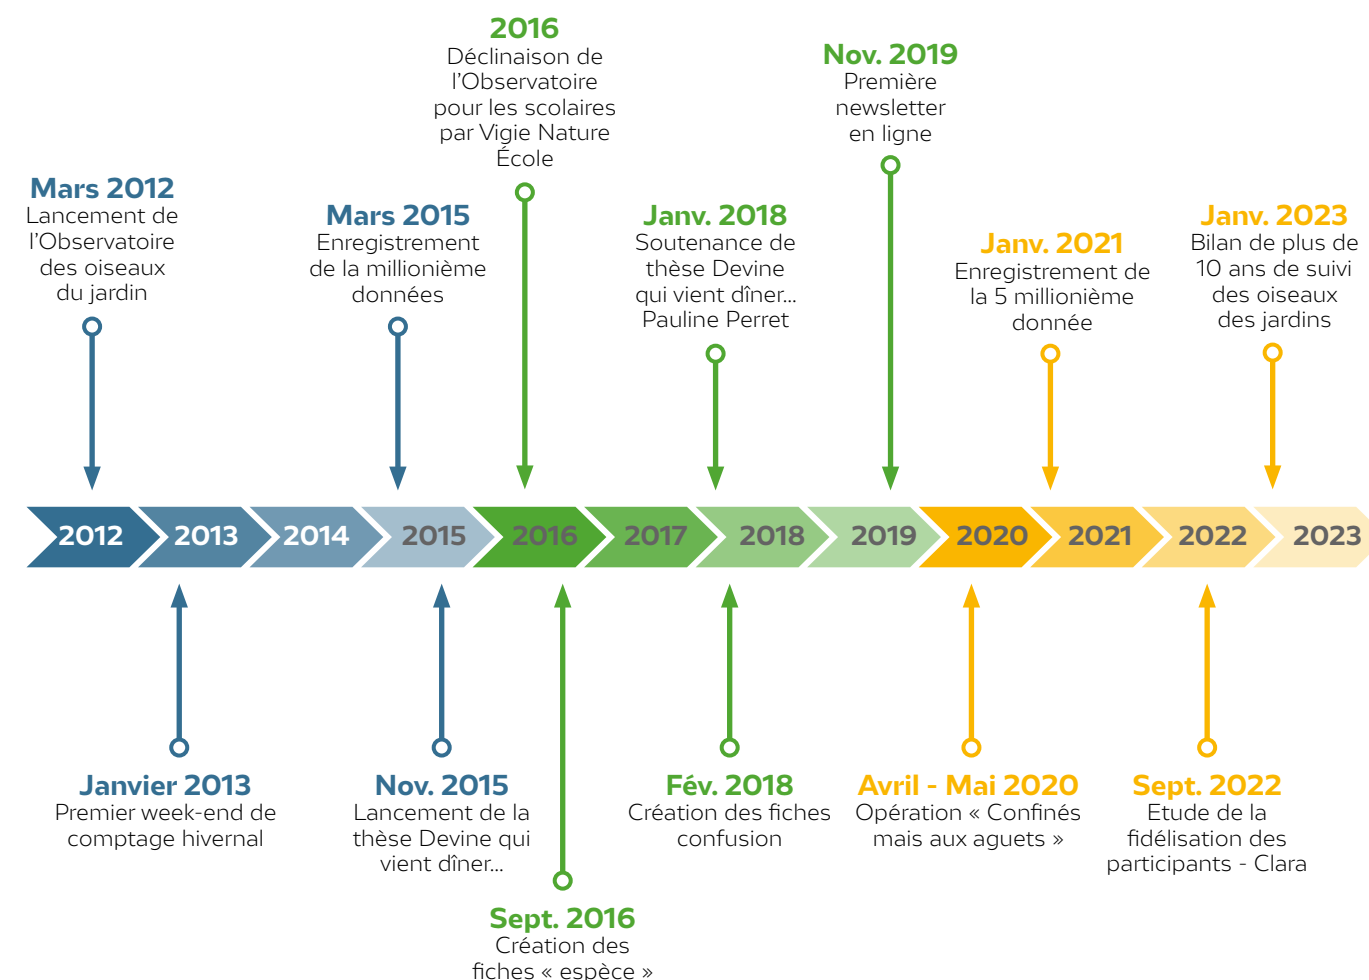 2016
Déclinaison de
l’Observatoire
pour les scolaires
par Vigie Nature
École
Nov. 2019
Première
newsletter
en ligne
Mars 2012
Lancement de
l’Observatoire
des oiseaux
du jardin
Mars 2015
Enregistrement
de la millionième
données
Janv. 2018
Soutenance de
thèse Devine
qui vient dîner...
Pauline Perret
Janv. 2021
Enregistrement de
la 5 millionième
donnée
Janv. 2023
Bilan de plus de
10 ans de suivi
des oiseaux
des jardins
2012 2013 2014 2015 2016 2017 2018 2019 2020 2021 2022 2023
Janvier 2013
Premier week-end de
comptage hivernal
Nov. 2015
Lancement de la
thèse Devine qui
vient dîner...
Sept. 2016
Création des
fiches « espèce »
Fév. 2018
Création des fiches
confusion
Avril - Mai 2020
Opération « Confinés
mais aux aguets »
Sept. 2022
Etude de la
fidélisation des
participants - Clara